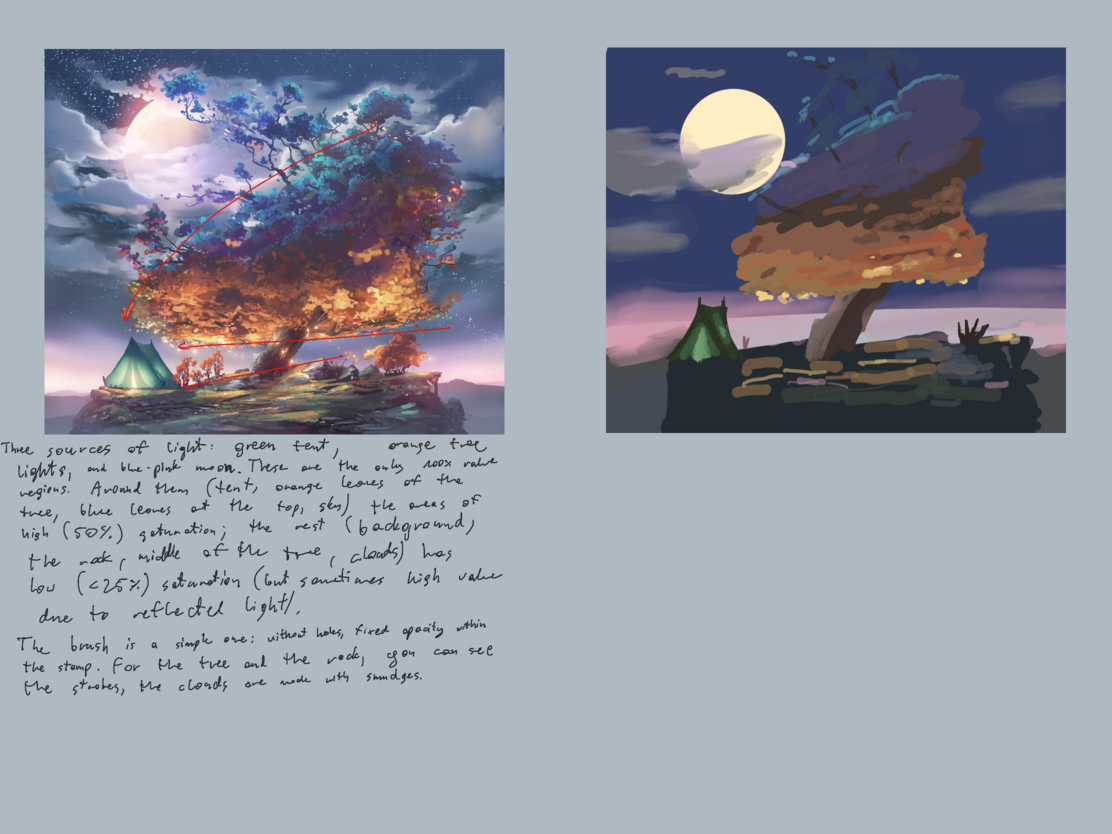 Three sources of light: green tent, orange tree
lights, and blue-pink moon. These are the only 100% value
regions. Around them (tent, orange leaves of the
tree, blue leaves at the top, sky) the areas of
high (50%) saturation; the rest (background,
the rock, middle of the tree, clouds) has
low (<25%) saturation (but sometimes high value
due to reflected light).
The brush is a simple one: without holes, fixed opacity within
the stamp. For the tree and the rock, you can see
the strokes, the clouds are made with smudges.